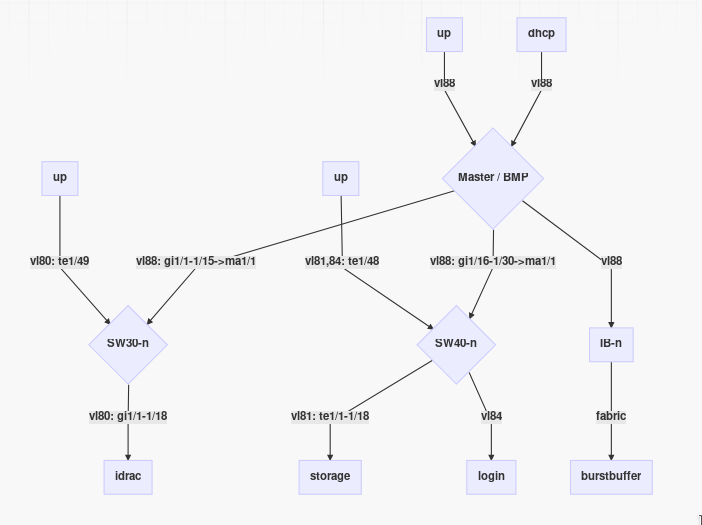 up
dhcp
vl88
vl88
Master / BMP
up
up
vl80: te1/49
vl88: gi1/1-1/15->ma1/1
vl81,84: te1/48
vl88: gi1/16-1/30->ma1/1
vl88
SW30-n
SW40-n
IB-n
vl80: gi1/1-1/18
vl81: te1/1-1/18
vl84
fabric
idrac
storage
login
burstbuffer